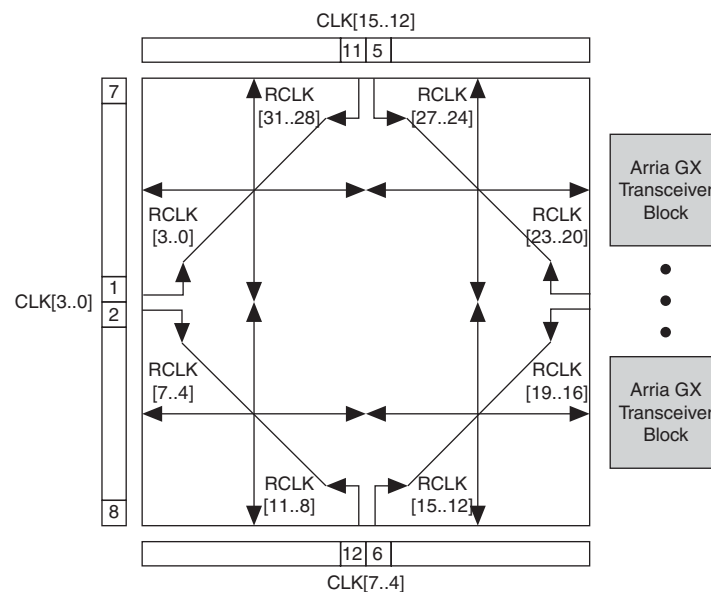 CLK[15..12]
11 5
7
RCLK
[31..28]
RCLK
[27..24]
Arria GX
Transceiver
Block
RCLK
[3..0]
RCLK
[23..20]
1
CLK[3..0]
2
RCLK
[7..4]
RCLK
[19..16]
Arria GX
Transceiver
Block
RCLK
[11..8]
RCLK
[15..12]
8
12 6
CLK[7..4]